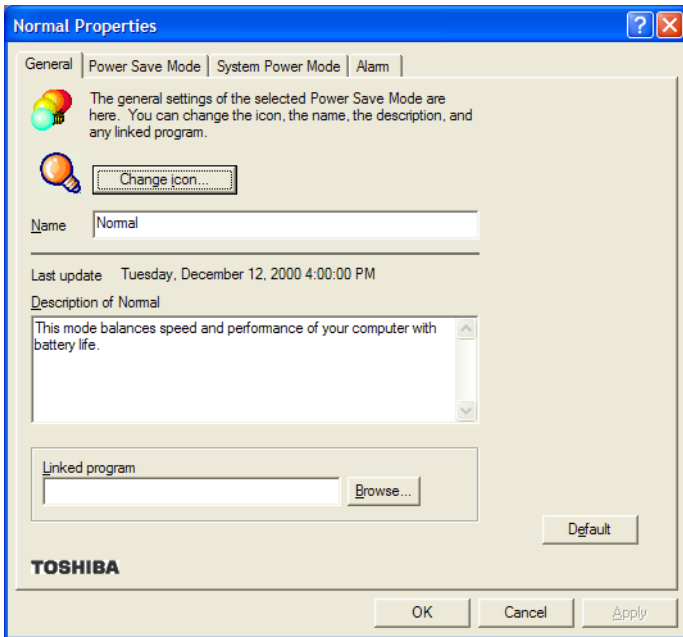 Normal Properties
General Power Save Mode System Power Mode Alarm
The general settings of the selected Power Save Mode are
here. You can change the icon, the name, the description, and
any linked program.
Change icon...
Name Normal
Last update Tuesday, December 12, 2000 4:00:00 PM
Description of Normal
This mode balances speed and performance of your computer with
battery life.
Linked program
Browse...
Default
TOSHIBA
OK Cancel Apply